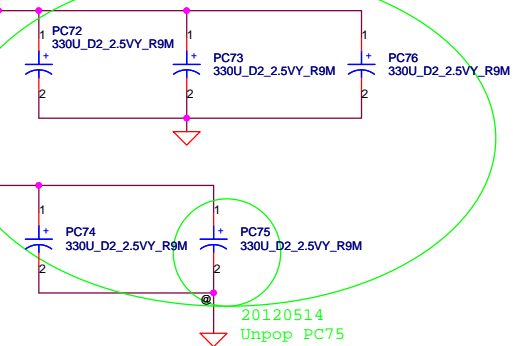 PC72
330U_D2_2.5VY_R9M
PC73
330U_D2_2.5VY_R9M
PC76
330U_D2_2.5VY_R9M
1
+
2
1
+
2
1
+
2
PC74
330U_D2_2.5VY_R9M
PC75
330U_D2_2.5VY_R9M
1
+
2
1
+
2
@
20120514
Unpop PC75